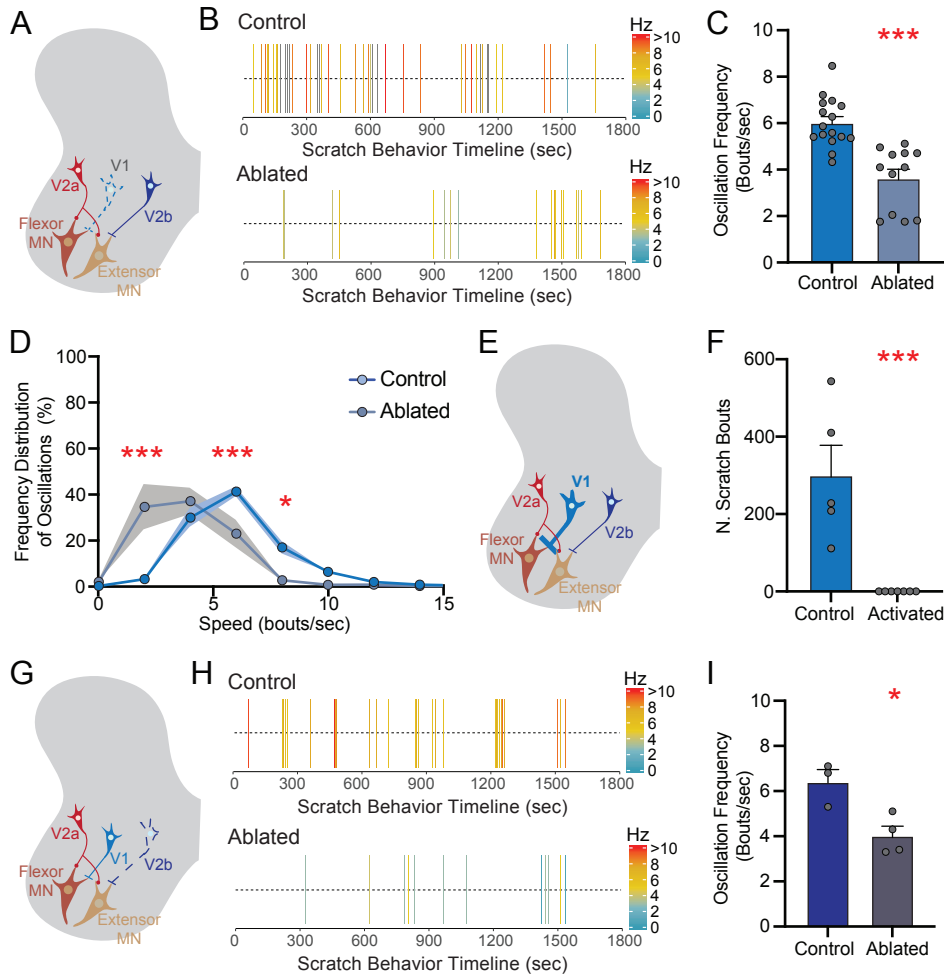 A
V2a
V1
V2b
Flexor
MN
Extensor
MN
B
Control
Hz
>10
8
6
4
2
0
0 300 600 900 1200 1500 1800
Scratch Behavior Timeline (sec)
Ablated
Hz
>10
8
6
4
2
0
0 300 600 900 1200 1500 1800
Scratch Behavior Timeline (sec)
C
***
Oscillation Frequency
(Bouts/sec)
10
8
6
4
2
0
Control Ablated
D
Frequency Distribution
of Oscillations (%)
100
80
60
40
20
0
*** *** *
Control
Ablated
0 5 10 15
Speed (bouts/sec)
E
V2a
V1
V2b
Flexor
MN
Extensor
MN
F
***
N. Scratch Bouts
600
400
200
0
Control Activated
G
V2a
V1
V2b
Flexor
MN
Extensor
MN
H
Control
Hz
>10
8
6
4
2
0
0 300 600 900 1200 1500 1800
Scratch Behavior Timeline (sec)
Ablated
Hz
>10
8
6
4
2
0
0 300 600 900 1200 1500 1800
Scratch Behavior Timeline (sec)
I
*
Oscillation Frequency
(Bouts/sec)
10
8
6
4
2
0
Control Ablated